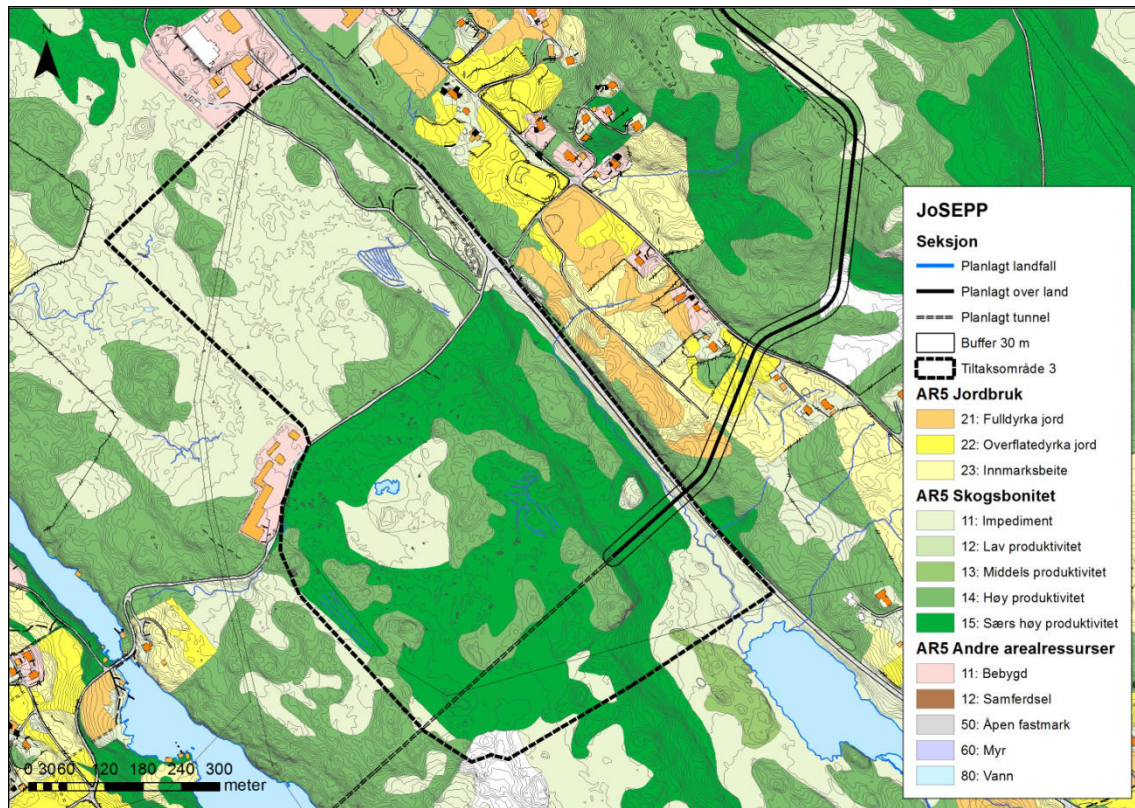 N
JoSEPP
Seksjon
Planlagt landfall
Planlagt over land
Planlagt tunnel
Buffer 30 m
Tiltaksområde 3
AR5 Jordbruk
21: Fulldyrka jord
22: Overflatedyrka jord
23: Innmarksbeite
AR5 Skogsbonitet
11: Impediment
12: Lav produktivitet
13: Middels produktivitet
14: Høy produktivitet
15: Særs høy produktivitet
AR5 Andre arealressurser
11: Bebygd
12: Samferdsel
50: Åpen fastmark
60: Myr
80: Vann
0 3060 120 180 240 300
meter